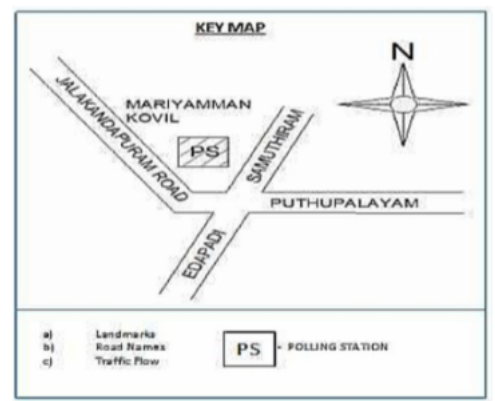 KEY MAP
N
MARIYAMMAN
KOVIL
JALAKANDAPURAM ROAD
PS
SAMUTHIRAM
PUTHUPALAYAM
EDAPADI
a) Landmarks
b) Road Names
c) Traffic Flow
PS - POLLING STATION